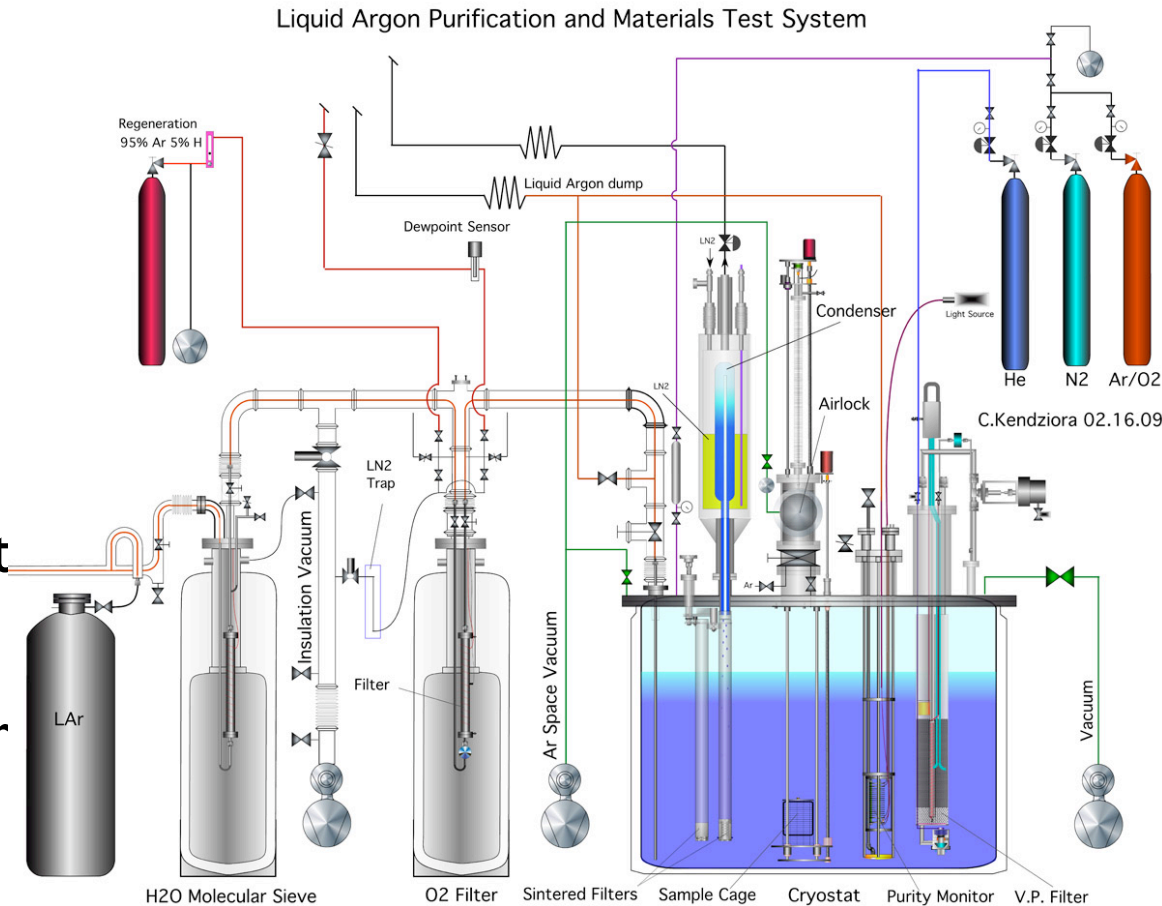 Liquid Argon Purification and Materials Test System
Regeneration
95% Ar 5% H
Liquid Argon dump
Dewpoint Sensor
LN2
Condenser
Light Source
He
N2
Ar/O2
C.Kendziora 02.16.09
LN2
Airlock
LN2
Trap
Insulation Vacuum
t
Ar
Filter
Ar Space Vacuum
Vacuum
LAr
r
H2O Molecular Sieve
O2 Filter
Sintered Filters
Sample Cage
Cryostat
Purity Monitor
V.P. Filter